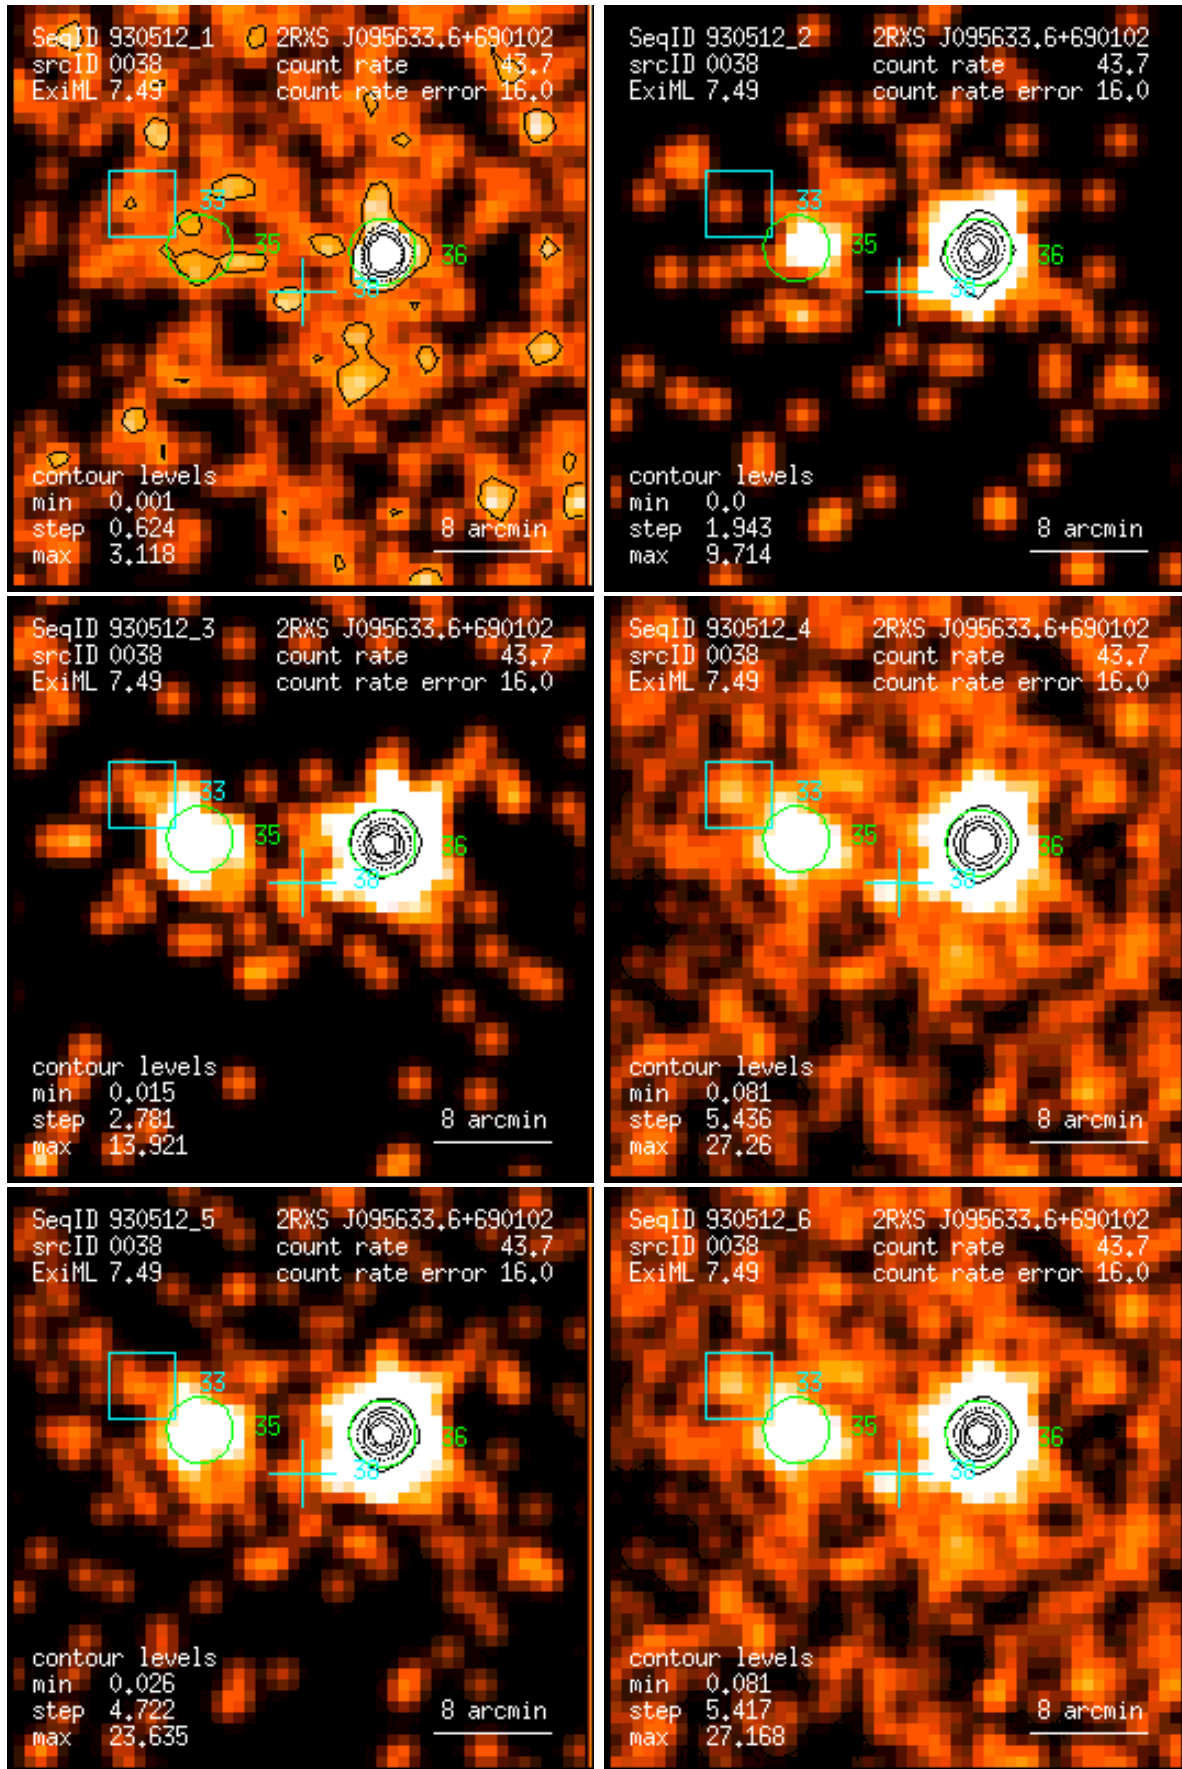 SeqID 930512_1 2RXS J095633.6+690102
srcID 0038 count rate 43.7
ExiML 7.49 count rate error 16.0
33
35
36
38
contour levels
min 0.001
step 0.624
max 3.118
8 arcmin
SeqID 930512_2 2RXS J095633.6+690102
srcID 0038 count rate 43.7
ExiML 7.49 count rate error 16.0
33
35
36
38
contour levels
min 0.0
step 1.943
max 9.714
8 arcmin
SeqID 930512_3 2RXS J095633.6+690102
srcID 0038 count rate 43.7
ExiML 7.49 count rate error 16.0
33
35
36
38
contour levels
min 0.015
step 2.781
max 13.921
8 arcmin
SeqID 930512_4 2RXS J095633.6+690102
srcID 0038 count rate 43.7
ExiML 7.49 count rate error 16.0
33
35
36
38
contour levels
min 0.081
step 5.436
max 27.26
8 arcmin
SeqID 930512_5 2RXS J095633.6+690102
srcID 0038 count rate 43.7
ExiML 7.49 count rate error 16.0
33
35
36
38
contour levels
min 0.026
step 4.722
max 23.635
8 arcmin
SeqID 930512_6 2RXS J095633.6+690102
srcID 0038 count rate 43.7
ExiML 7.49 count rate error 16.0
33
35
36
38
contour levels
min 0.081
step 5.417
max 27.168
8 arcmin